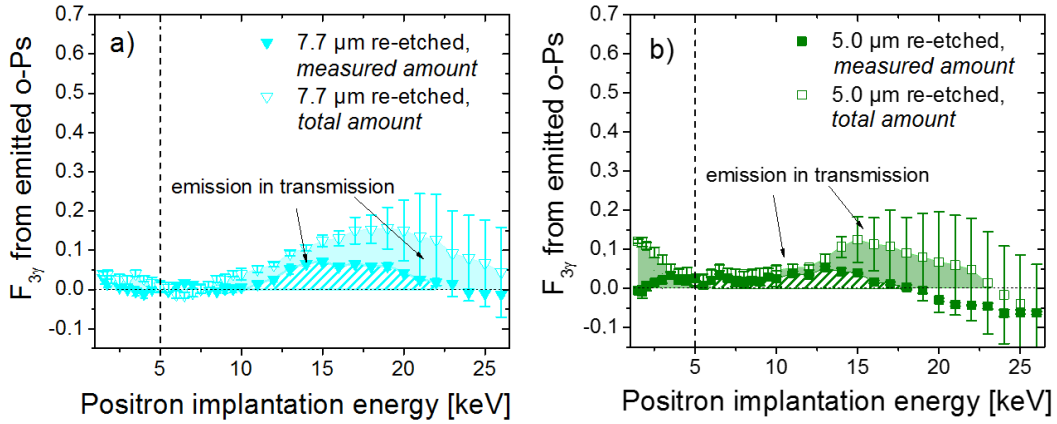 0.7
0.6
0.5
0.4
0.3
0.2
0.1
0.0
-0.1
F3γ from emitted o-Ps
a)
7.7 µm re-etched,
measured amount
7.7 µm re-etched,
total amount
emission in transmission
5 10 15 20 25
Positron implantation energy [keV]
0.7
0.6
0.5
0.4
0.3
0.2
0.1
0.0
-0.1
F3γ from emitted o-Ps
b)
5.0 µm re-etched,
measured amount
5.0 µm re-etched,
total amount
emission in transmission
5 10 15 20 25
Positron implantation energy [keV]